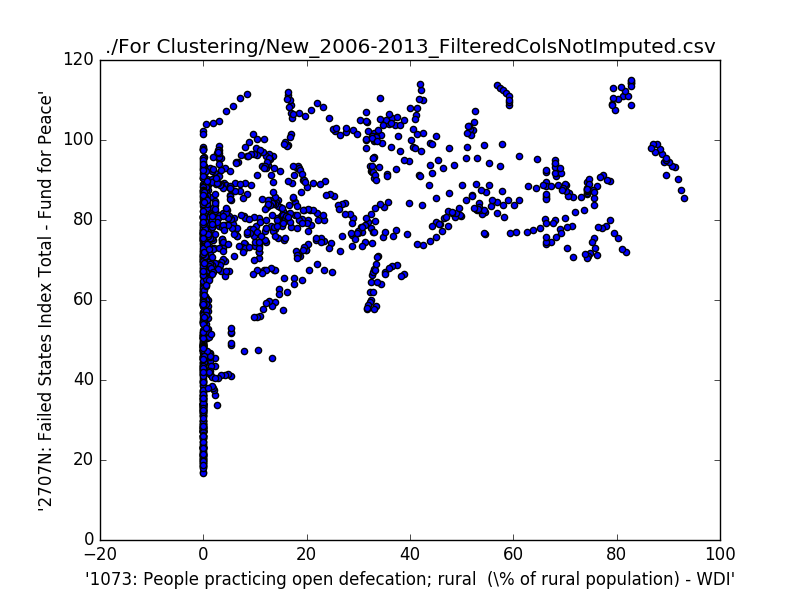 ./For Clustering/New_2006-2013_FilteredColsNotImputed.csv
120
100
80
60
40
20
0
'2707N: Failed States Index Total - Fund for Peace'
−20 0 20 40 60 80 100
'1073: People practicing open defecation; rural  (\% of rural population) - WDI'